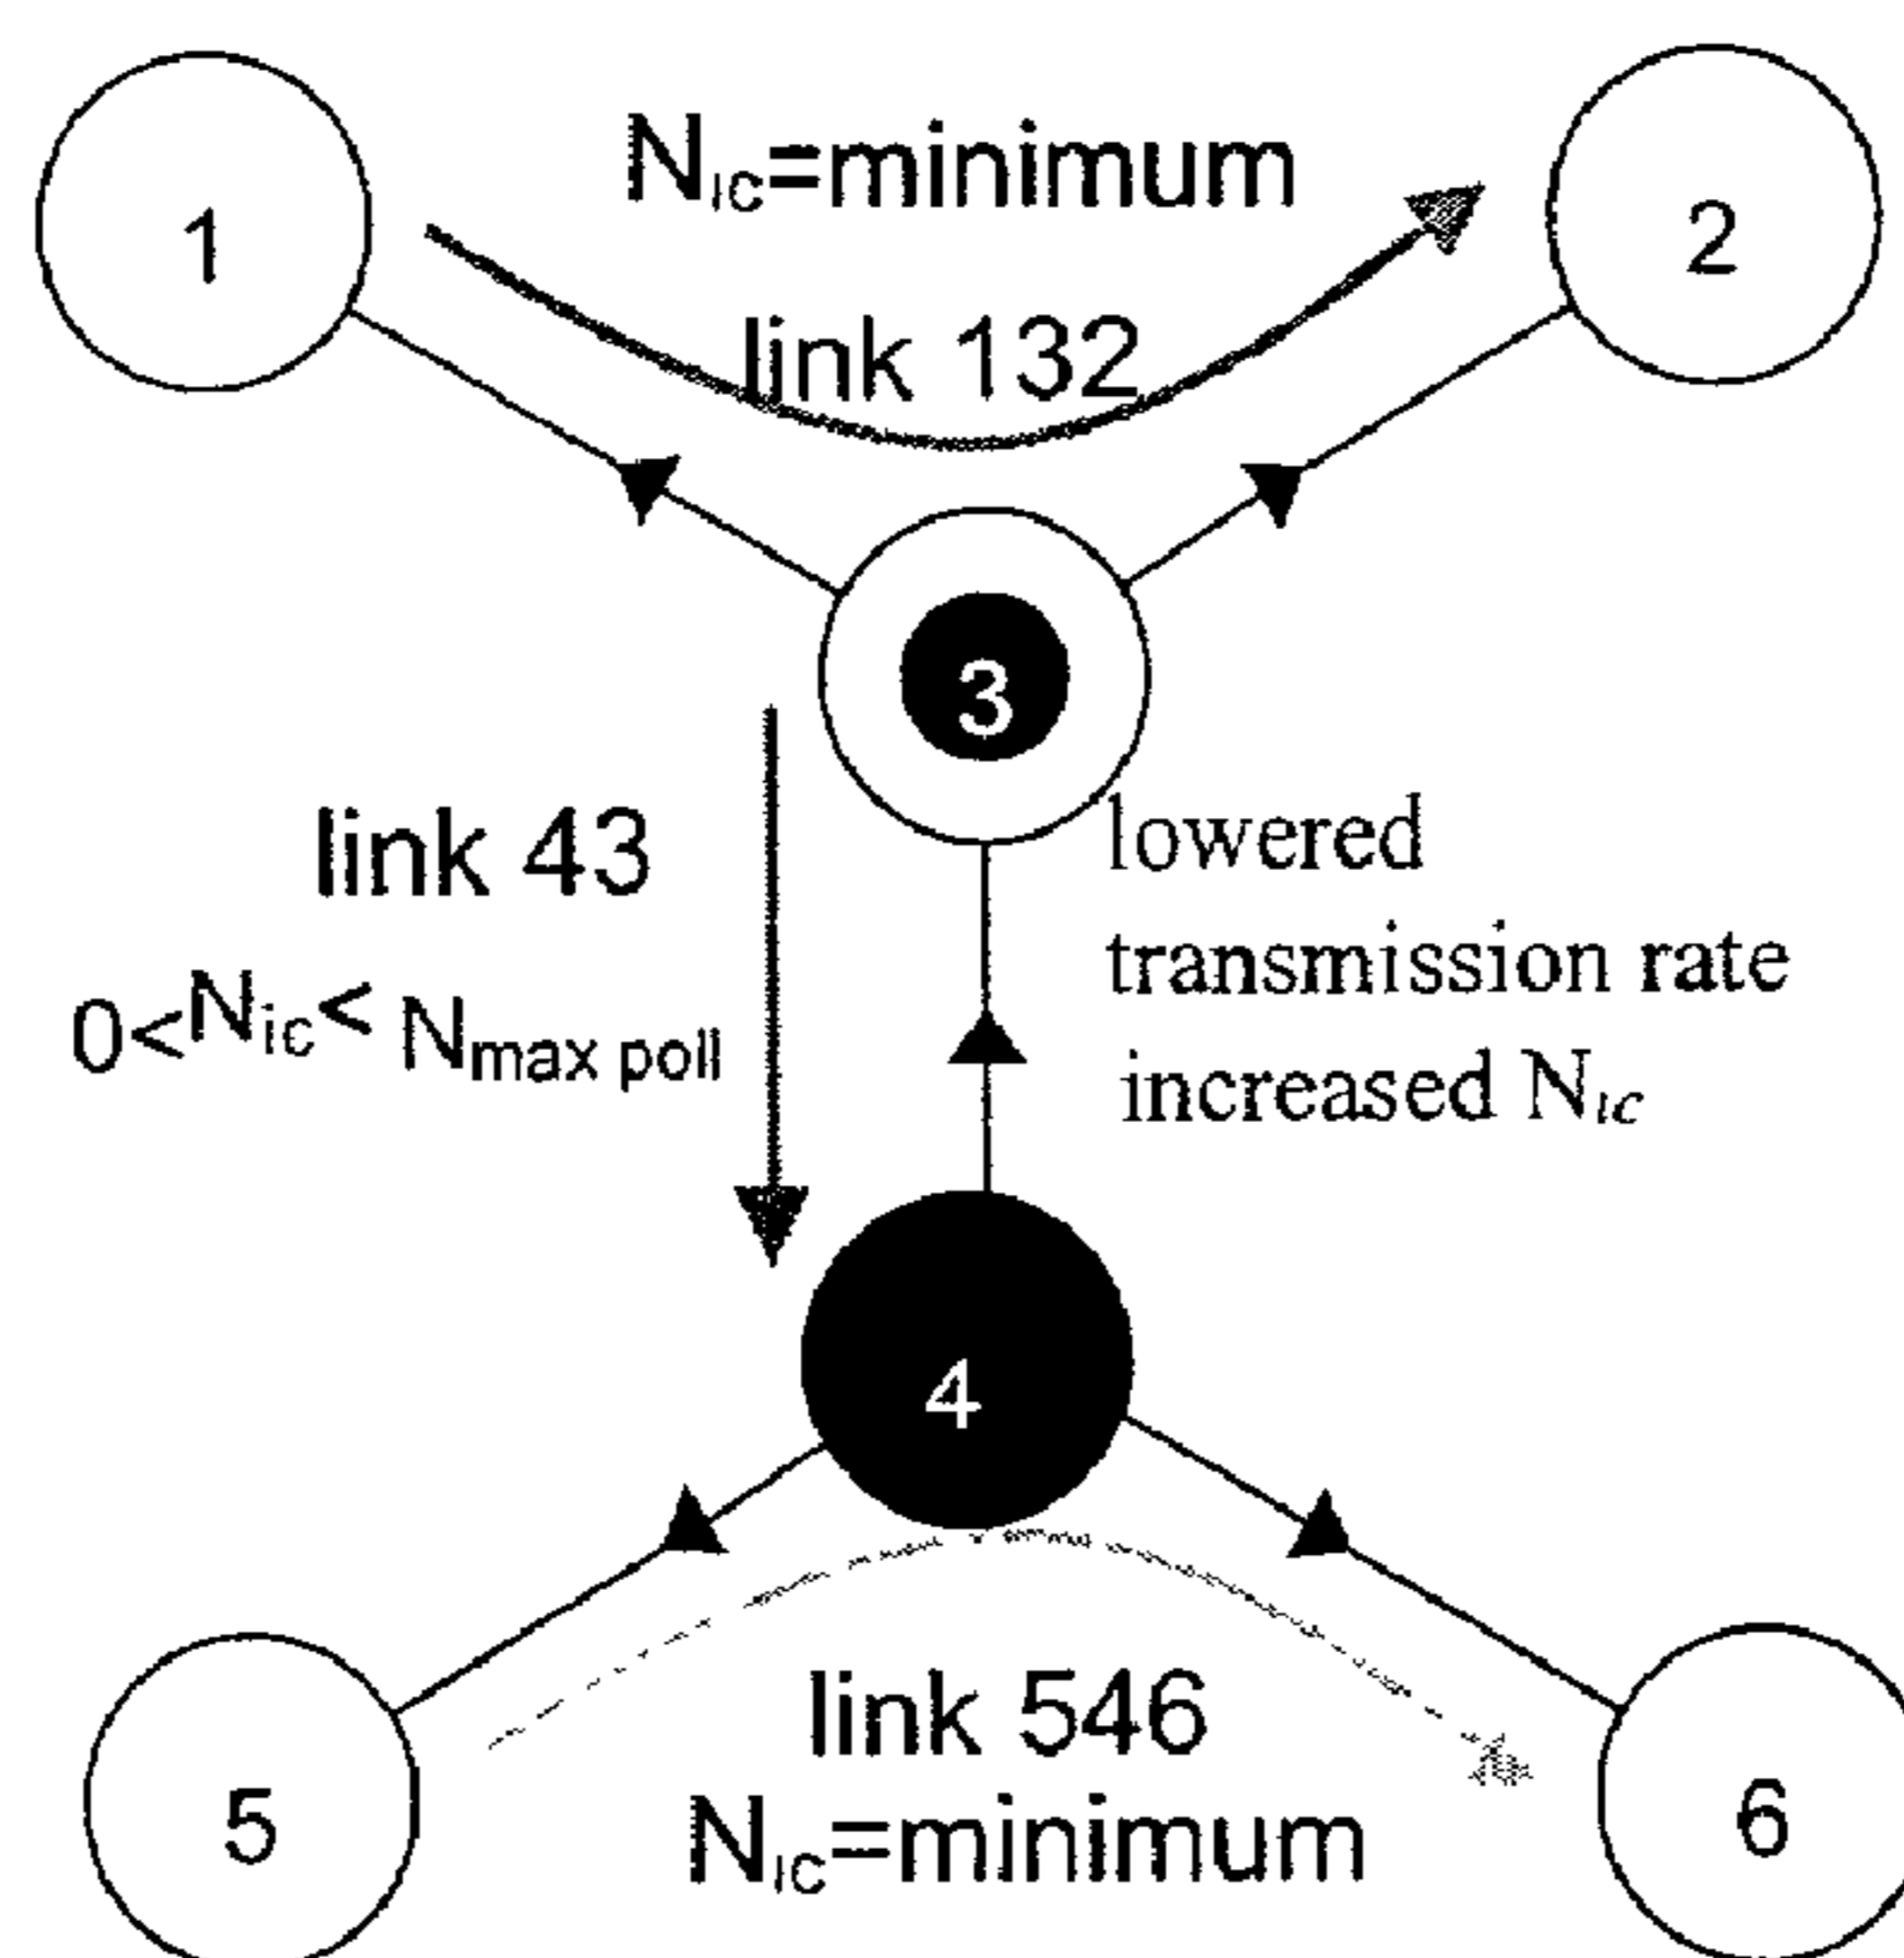 1
N_ic=minimum
2
link 132
3
link 43
0<N_ic< N_max poll
lowered
transmission rate
increased N_ic
4
link 546
N_ic=minimum
5
6